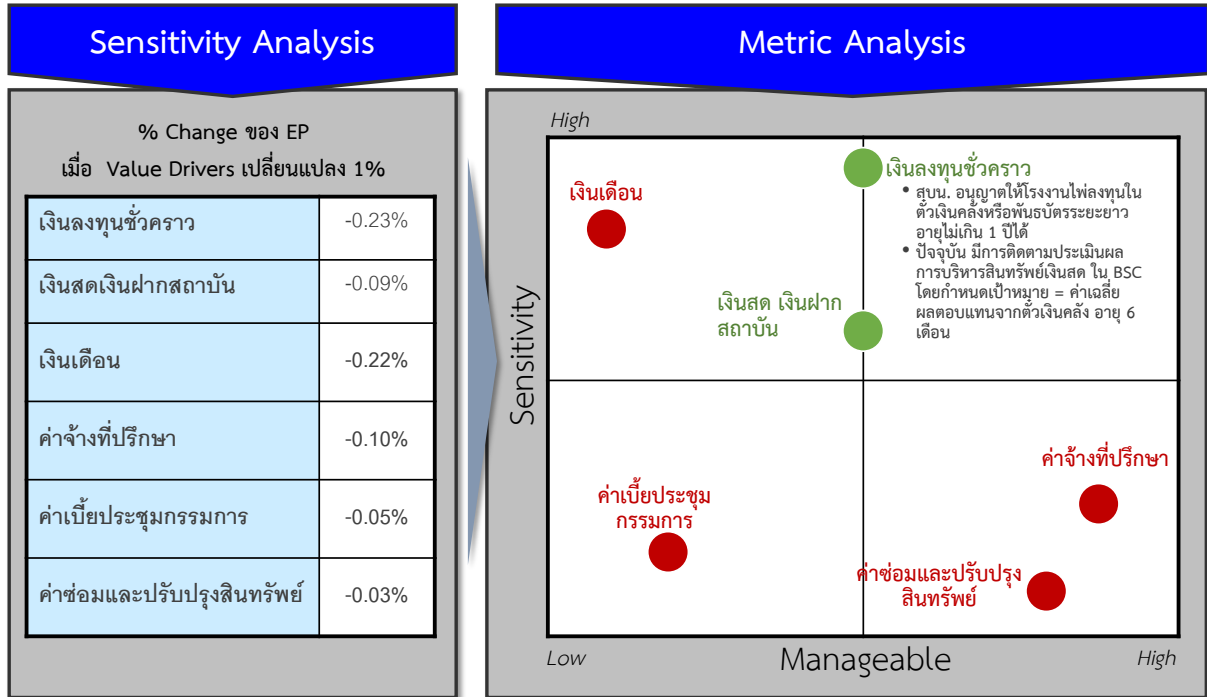 Sensitivity Analysis
% Change ของ EP
เมื่อ Value Drivers เปลี่ยนแปลง 1%
เงินลงทุนชั่วคราว -0.23%
เงินสดเงินฝากสถาบัน -0.09%
เงินเดือน -0.22%
ค่าจ้างที่ปรึกษา -0.10%
ค่าเบี้ยประชุมกรรมการ -0.05%
ค่าซ่อมและปรับปรุงสินทรัพย์ -0.03%
Metric Analysis
High
เงินเดือน
เงินลงทุนชั่วคราว
• สบน. อนุญาตให้โรงงานไพ่ลงทุนใน
ตั๋วเงินคลังหรือพันธบัตรระยะยาว
อายุไม่เกิน 1 ปีได้
• ปัจจุบัน มีการติดตามประเมินผล
การบริหารสินทรัพย์เงินสด ใน BSC
โดยกำหนดเป้าหมาย = ค่าเฉลี่ย
ผลตอบแทนจากตั๋วเงินคลัง อายุ 6
เดือน
เงินสด เงินฝาก
สถาบัน
Sensitivity
ค่าจ้างที่ปรึกษา
ค่าเบี้ยประชุม
กรรมการ
ค่าซ่อมและปรับปรุง
สินทรัพย์
Low Manageable High